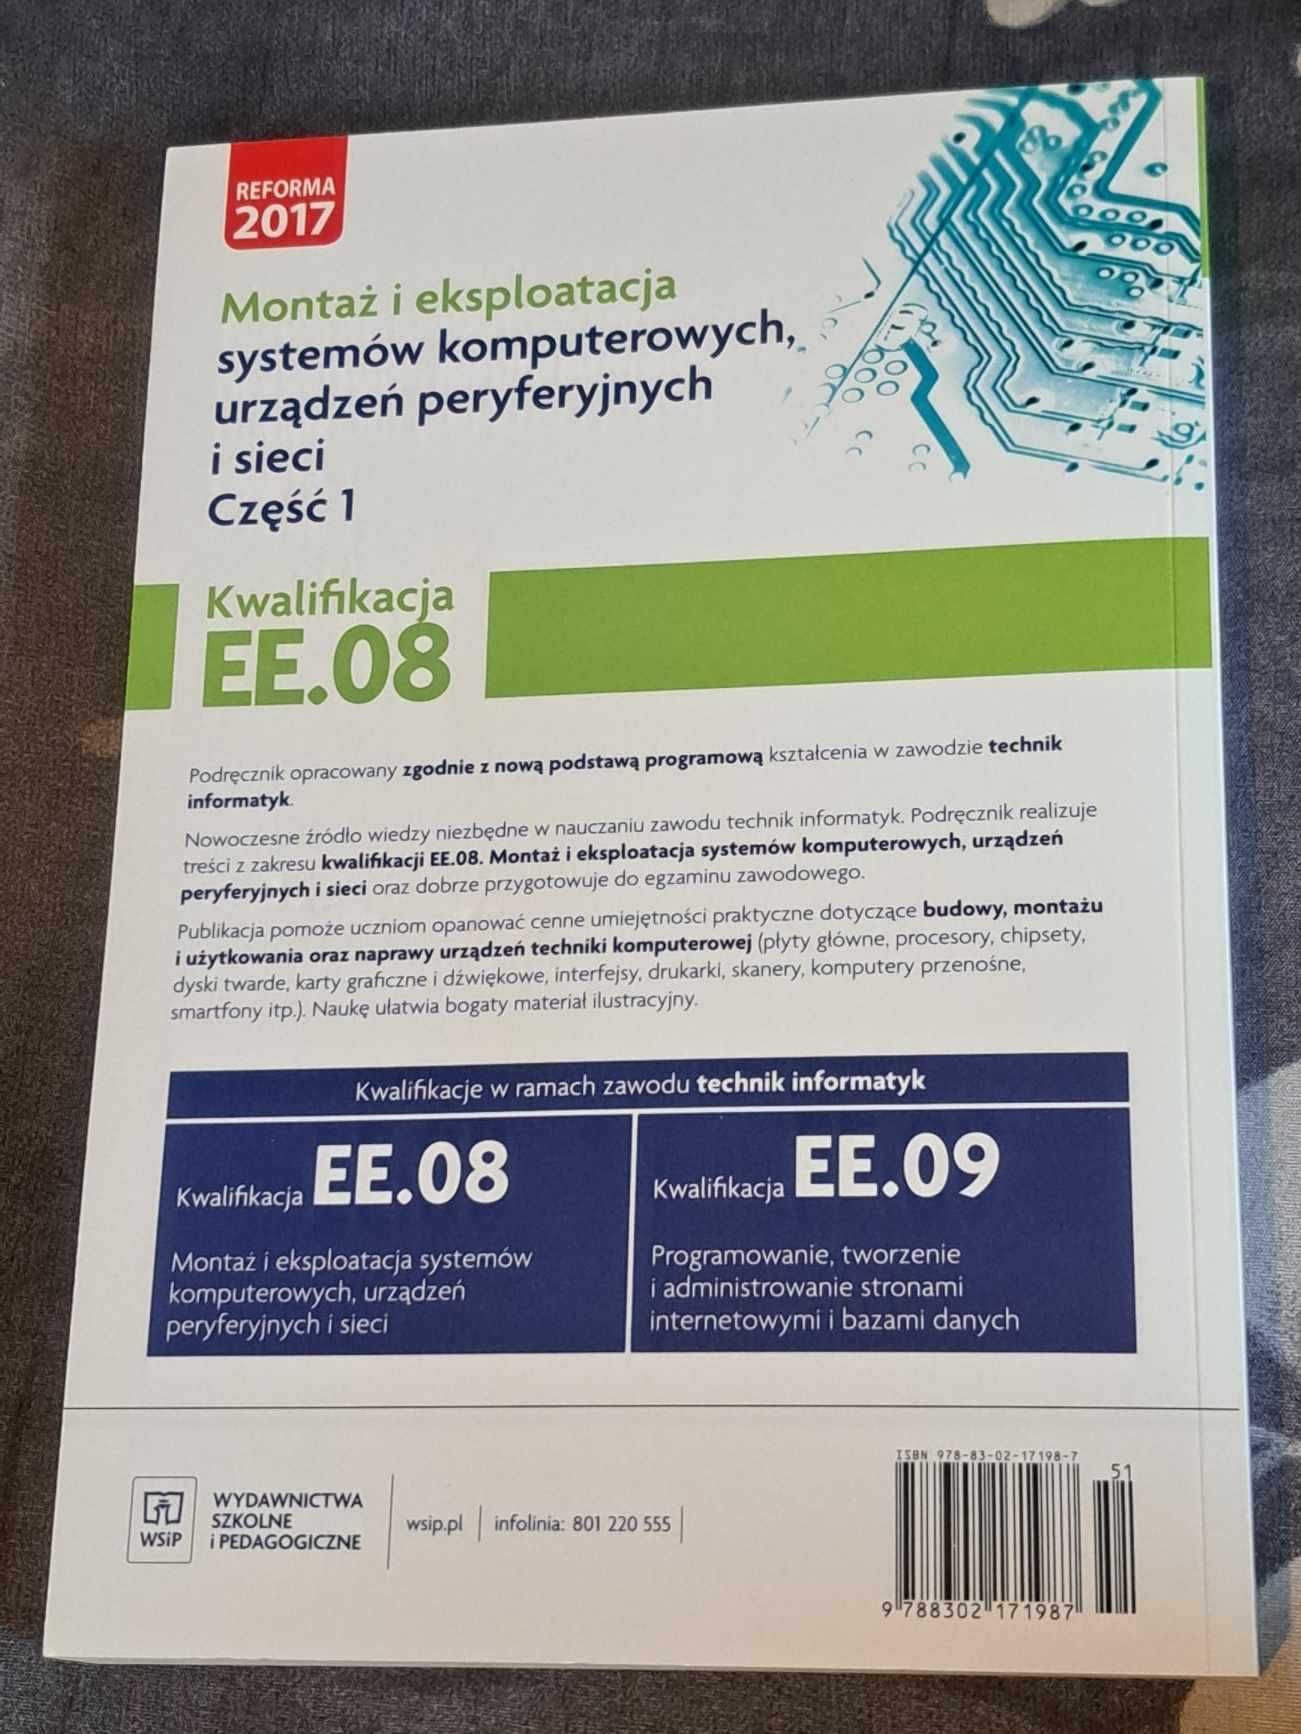 REFORMA
2017
Montaż i eksploatacja
systemów komputerowych,
urządzeń peryferyjnych
i sieci
Część 1
Kwalifikacja
EE.08
Podręcznik opracowany zgodnie z nową podstawą programową kształcenia w zawodzie technik
informatyk.
Nowoczesne źródło wiedzy niezbędne w nauczaniu zawodu technik informatyk. Podręcznik realizuje
treści z zakresu kwalifikacji EE.08. Montaż i eksploatacja systemów komputerowych, urządzeń
peryferyjnych i sieci oraz dobrze przygotowuje do egzaminu zawodowego.
Publikacja pomoże uczniom opanować cenne umiejętności praktyczne dotyczące budowy, montażu
i użytkowania oraz naprawy urządzeń techniki komputerowej (płyty główne, procesory, chipsety,
dyski twarde, karty graficzne i dźwiękowe, interfejsy, drukarki, skanery, komputery przenośne,
smartfony itp.). Naukę ułatwia bogaty materiał ilustracyjny.
Kwalifikacje w ramach zawodu technik informatyk
Kwalifikacja EE.08
Montaż i eksploatacja systemów
komputerowych, urządzeń
peryferyjnych i sieci
Kwalifikacja EE.09
Programowanie, tworzenie
i administrowanie stronami
internetowymi i bazami danych
WSiP
WYDAWNICTWA
SZKOLNE
i PEDAGOGICZNE
wsip.pl
infolinia: 801 220 555
ISBN 978-83-02-17198-7
51
9 788302 171987